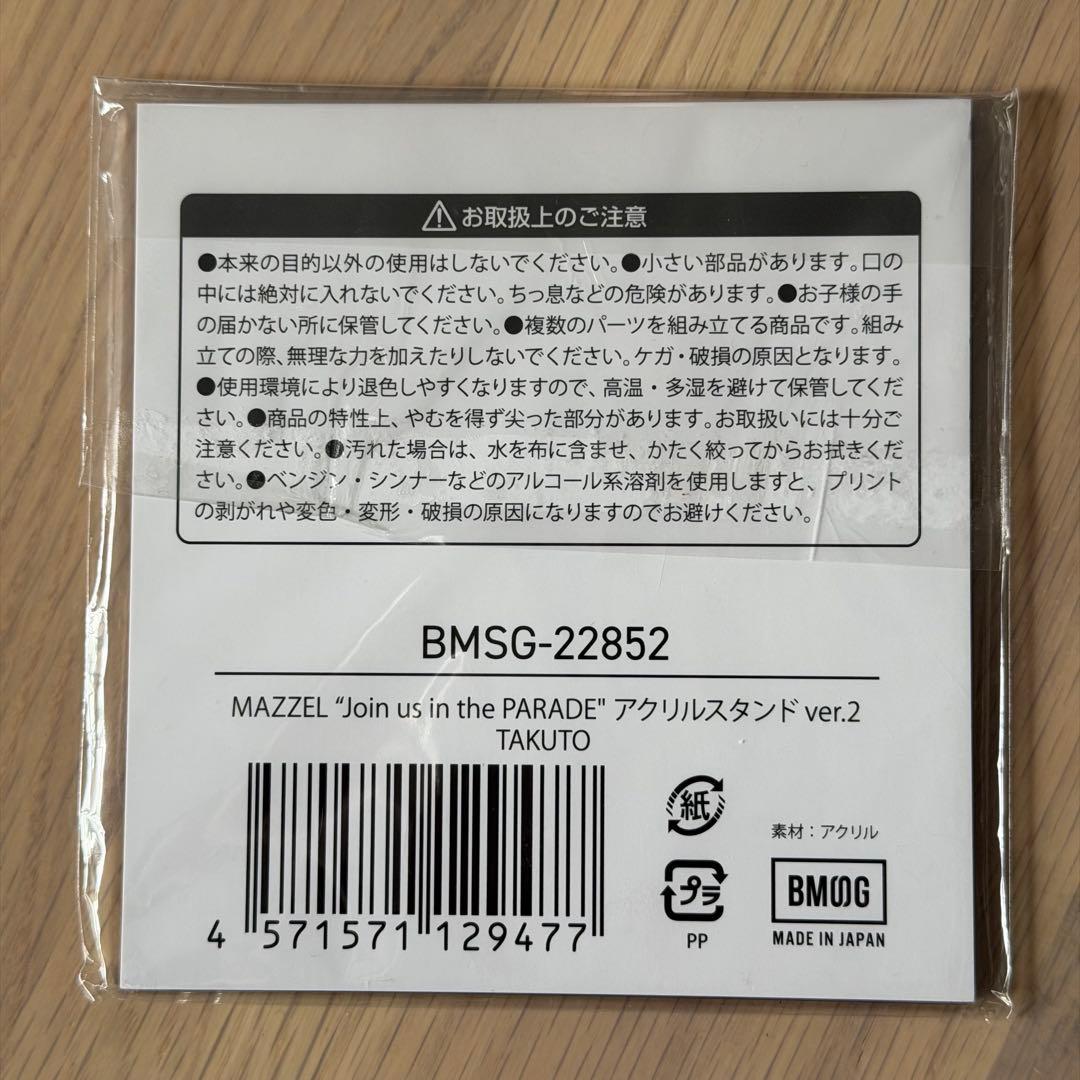 ⚠お取扱上のご注意
●本来の目的以外の使用はしないでください。●小さい部品があります。口の
中には絶対に入れないでください。ちっ息などの危険があります。●お子様の手
の届かない所に保管してください。●複数のパーツを組み立てる商品です。組み
立ての際、無理な力を加えたりしないでください。ケガ・破損の原因となります。
●使用環境により退色しやすくなりますので、高温・多湿を避けて保管してくだ
さい。●商品の特性上、やむを得ず尖った部分があります。お取扱いには十分ご
注意ください。●汚れた場合は、水を布に含ませ、かたく絞ってからお拭きくだ
さい。●ベンジン・シンナーなどのアルコール系溶剤を使用しますと、プリント
の剥がれや変色・変形・破損の原因になりますのでお避けください。
BMSG-22852
MAZZEL “Join us in the PARADE" アクリルスタンド ver.2
TAKUTO
4 571571 129477
紙
プラ
PP
素材：アクリル
BMSG
MADE IN JAPAN